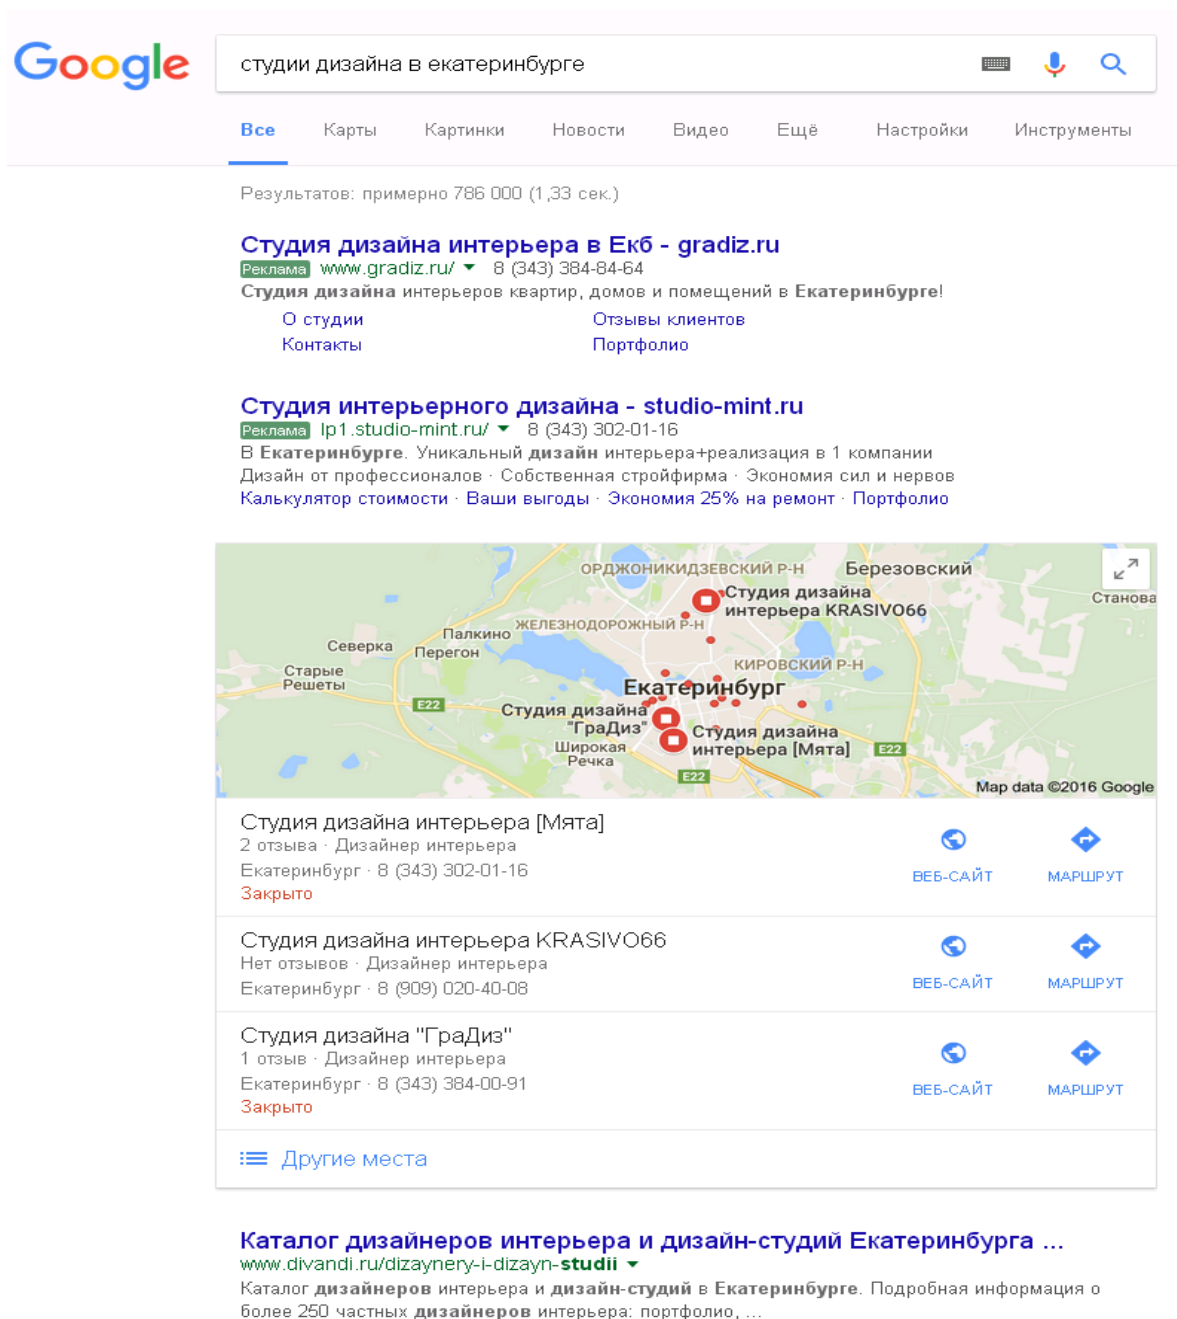 Google
студии дизайна в екатеринбурге
Все Карты Картинки Новости Видео Ещё Настройки Инструменты
Результатов: примерно 786 000 (1,33 сек.)
Студия дизайна интерьера в Екб - gradiz.ru
Реклама www.gradiz.ru/ 8 (343) 384-84-64
Студия дизайна интерьеров квартир, домов и помещений в Екатеринбурге!
О студии Отзывы клиентов
Контакты Портфолио
Студия интерьерного дизайна - studio-mint.ru
Реклама lp1.studio-mint.ru/ 8 (343) 302-01-16
В Екатеринбурге. Уникальный дизайн интерьера+реализация в 1 компании
Дизайн от профессионалов · Собственная стройфирма · Экономия сил и нервов
Калькулятор стоимости · Ваши выгоды · Экономия 25% на ремонт · Портфолио
ОРДЖОНИКИДЗЕВСКИЙ Р-Н
Березовский
Студия дизайна
интерьера KRASIVO66
Станова
ЖЕЛЕЗНОДОРОЖНЫЙ Р-Н
Палкино
Северка
Перегон
КИРОВСКИЙ Р-Н
Старые
Решеты
Екатеринбург
E22
Студия дизайна
"ГраДиз"
Студия дизайна
интерьера [Мята]
Широкая
Речка
E22
E22
Map data ©2016 Google
Студия дизайна интерьера [Мята]
2 отзыва · Дизайнер интерьера
Екатеринбург · 8 (343) 302-01-16
Закрыто
ВЕБ-САЙТ МАРШРУТ
Студия дизайна интерьера KRASIVO66
Нет отзывов · Дизайнер интерьера
Екатеринбург · 8 (909) 020-40-08
ВЕБ-САЙТ МАРШРУТ
Студия дизайна "ГраДиз"
1 отзыв · Дизайнер интерьера
Екатеринбург · 8 (343) 384-00-91
Закрыто
ВЕБ-САЙТ МАРШРУТ
Другие места
Каталог дизайнеров интерьера и дизайн-студий Екатеринбурга ...
www.divandi.ru/dizaynery-i-dizayn-studii
Каталог дизайнеров интерьера и дизайн-студий в Екатеринбурге. Подробная информация о
более 250 частных дизайнеров интерьера: портфолио, ...